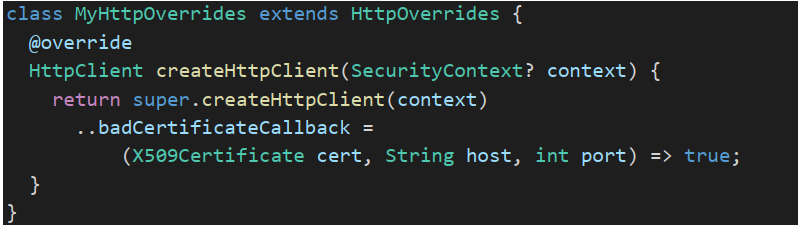 class MyHttpOverrides extends HttpOverrides {
  @override
  HttpClient createHttpClient(SecurityContext? context) {
    return super.createHttpClient(context)
      ..badCertificateCallback =
          (X509Certificate cert, String host, int port) => true;
  }
}